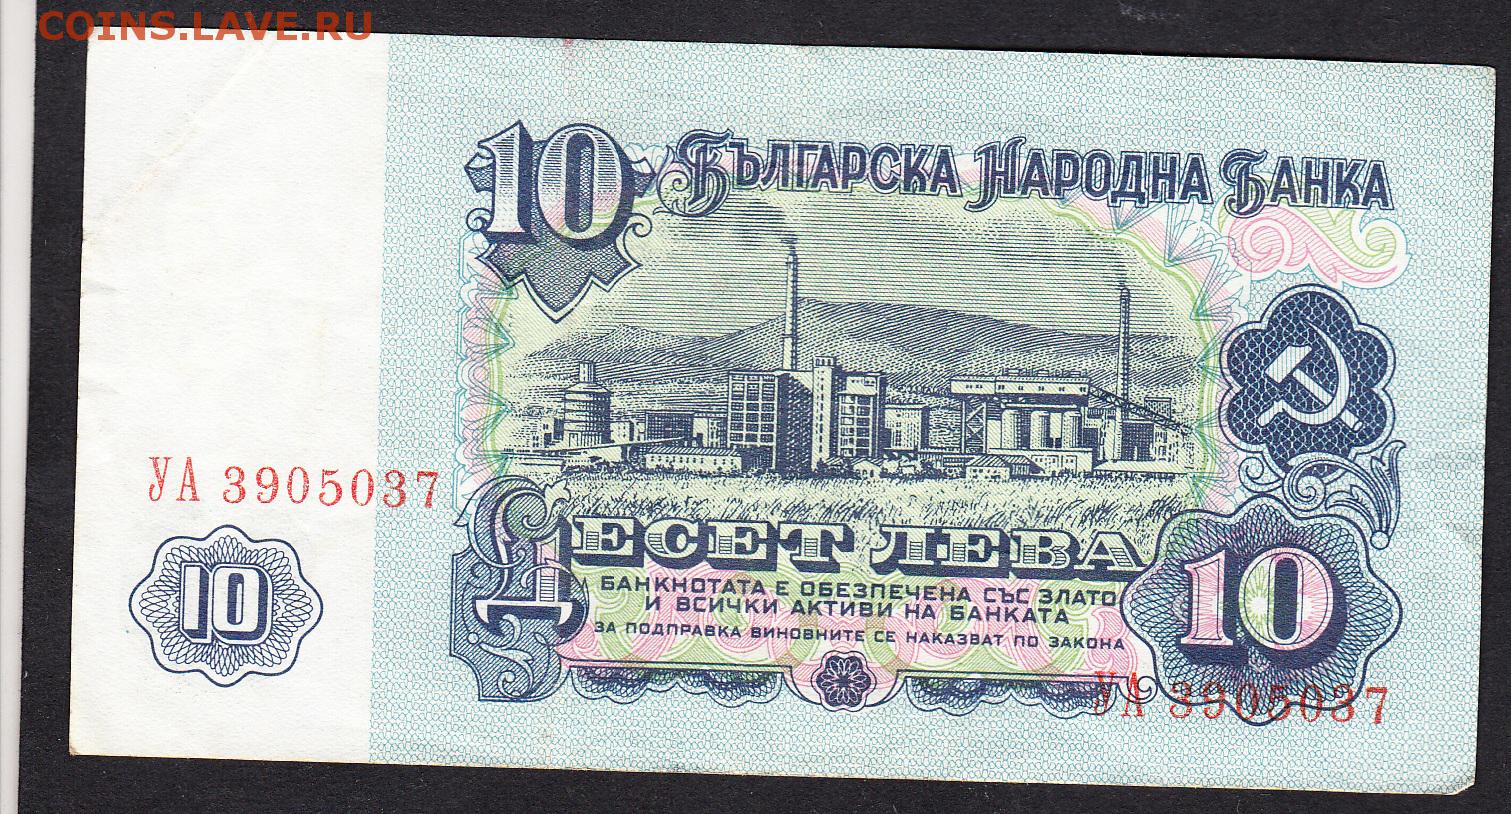 COINS.LAVE.RU
10 БЪЛГАРСКА НАРОДНА БАНКА
УА 3905037
10
ДЕСЕТ ЛЕВА
10
БАНКНОТАТА Е ОБЕЗПЕЧЕНА СЪС ЗЛАТО
И ВСИЧКИ АКТИВИ НА БАНКАТА
ЗА ПОДПРАВКА ВИНОВНИТЕ СЕ НАКАЗВАТ ПО ЗАКОНА
УА 3905037